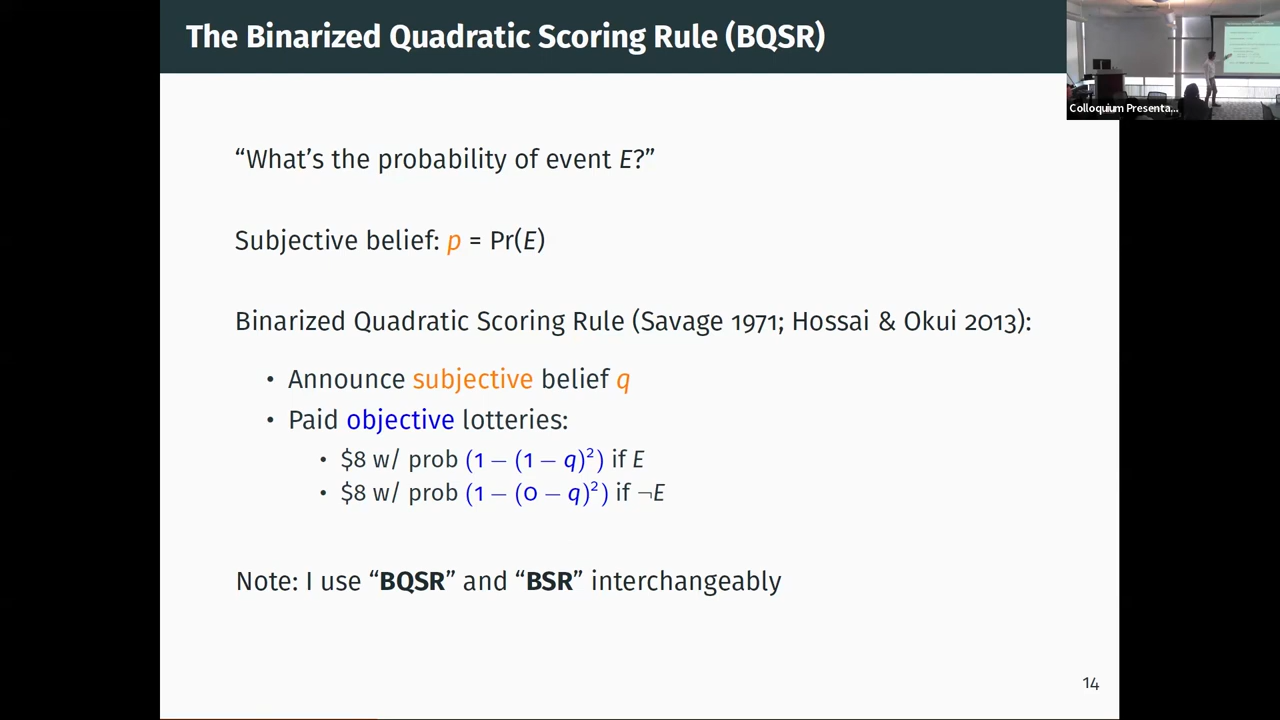 The Binarized Quadratic Scoring Rule (BQSR)
Colloquium Presenta...
“What's the probability of event E?”
Subjective belief: p = Pr(E)
Binarized Quadratic Scoring Rule (Savage 1971; Hossai & Okui 2013):
• Announce subjective belief q
• Paid objective lotteries:
• $8 w/ prob (1 − (1 − q)²) if E
• $8 w/ prob (1 − (0 − q)²) if ¬E
Note: I use “BQSR” and “BSR” interchangeably
14